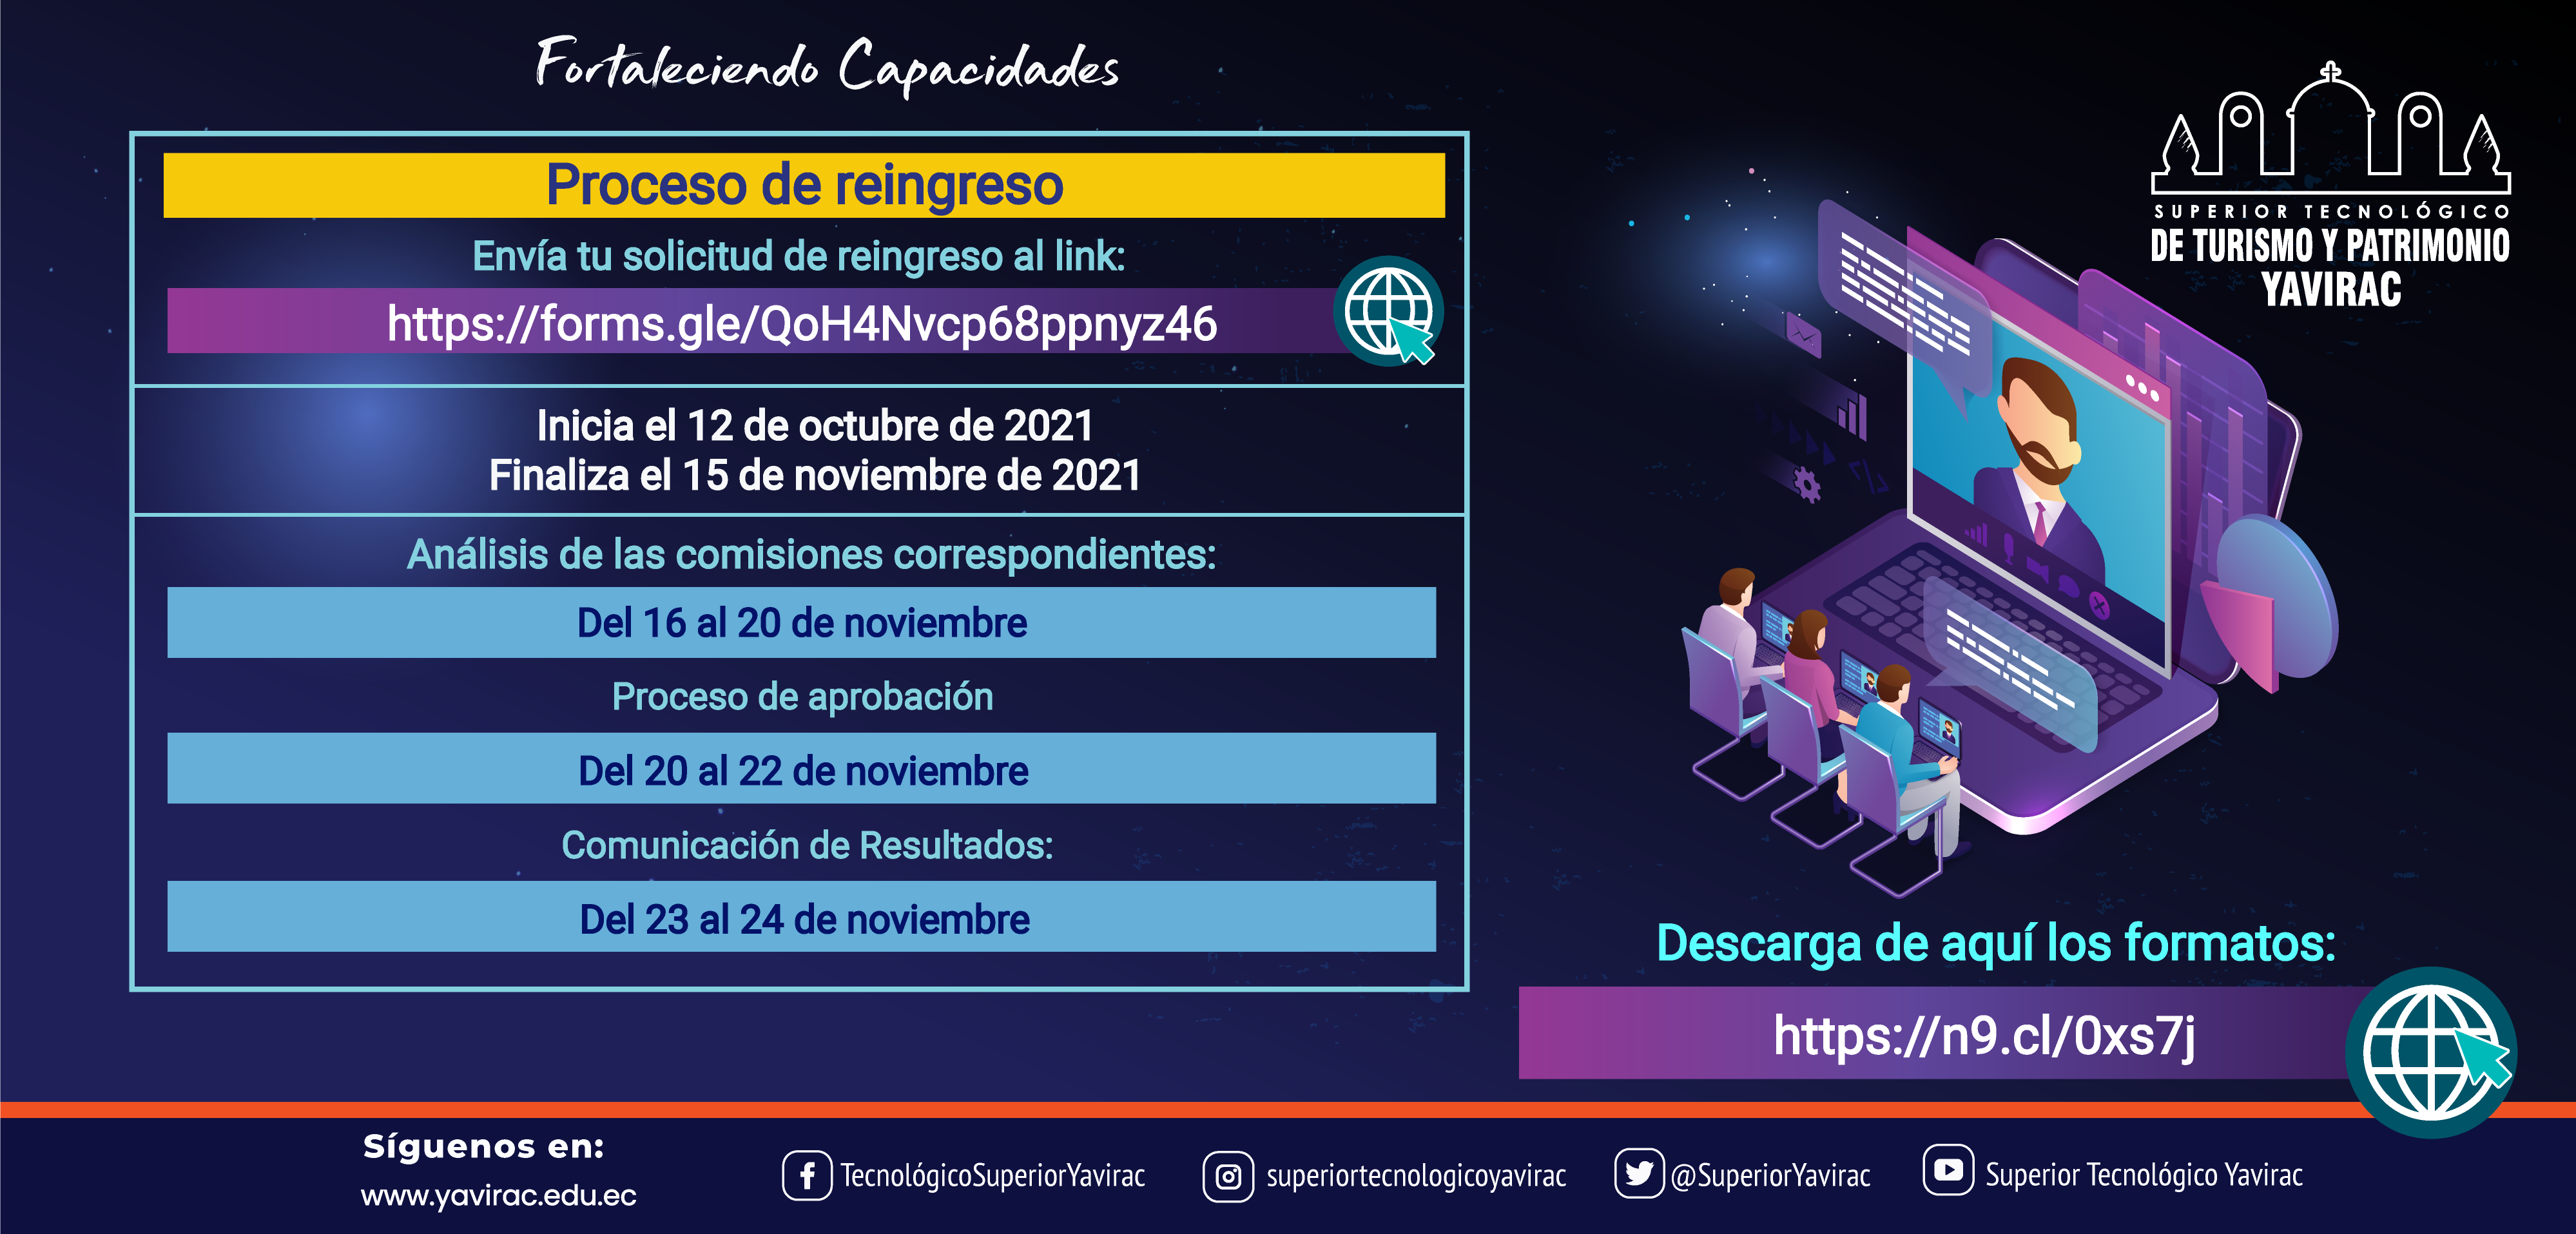 Fortaleciendo Capacidades
Proceso de reingreso
Envía tu solicitud de reingreso al link:
https://forms.gle/QoH4Nvcp68ppnyz46
Inicia el 12 de octubre de 2021
Finaliza el 15 de noviembre de 2021
Análisis de las comisiones correspondientes:
Del 16 al 20 de noviembre
Proceso de aprobación
Del 20 al 22 de noviembre
Comunicación de Resultados:
Del 23 al 24 de noviembre
SUPERIOR TECNOLÓGICO
DE TURISMO Y PATRIMONIO
YAVIRAC
Descarga de aquí los formatos:
https://n9.cl/0xs7j
Síguenos en:
www.yavirac.edu.ec
TecnológicoSuperiorYavirac
superiortecnologicoyavirac
@SuperiorYavirac
Superior Tecnológico Yavirac